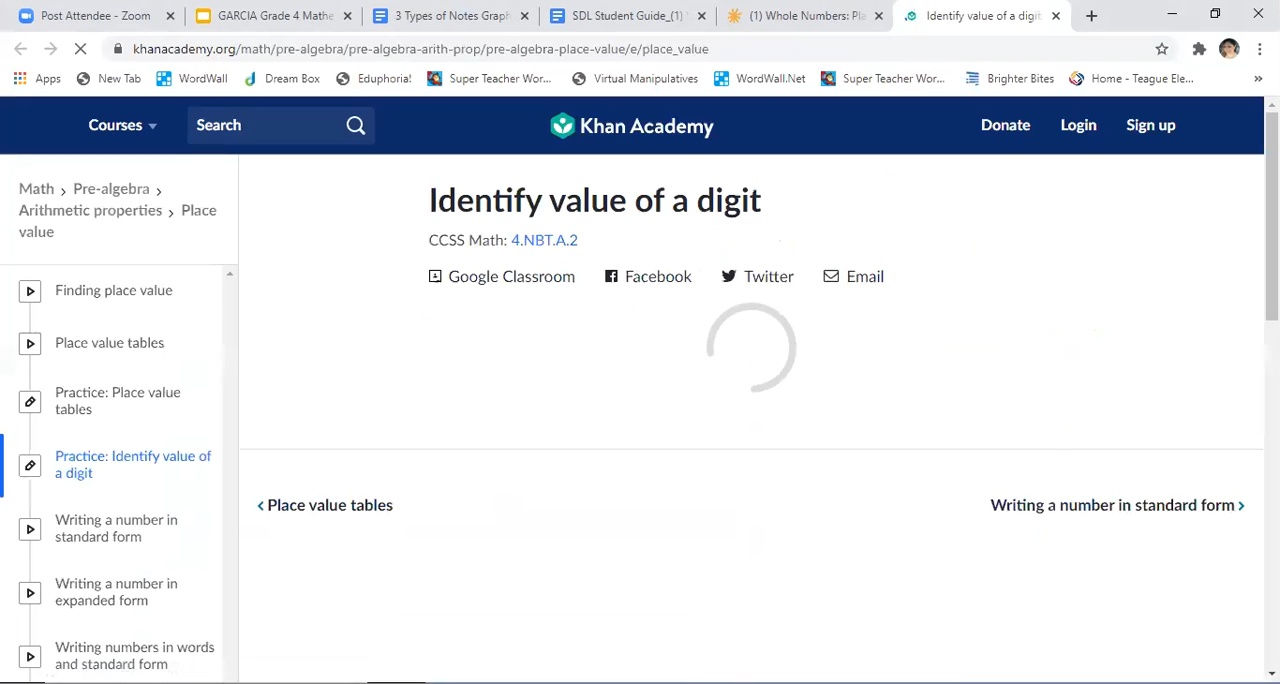 Post Attendee - Zoom
GARCIA Grade 4 Mathe
3 Types of Notes Graph
SDL Student Guide_(1)
(1) Whole Numbers: Pla
Identify value of a digit
khanacademy.org/math/pre-algebra/pre-algebra-arith-prop/pre-algebra-place-value/e/place_value
Apps
New Tab
WordWall
Dream Box
Eduphoria!
Super Teacher Wor...
Virtual Manipulatives
WordWall.Net
Super Teacher Wor...
Brighter Bites
Home - Teague Ele...
»
Courses
Search
Khan Academy
Donate
Login
Sign up
Math > Pre-algebra >
Arithmetic properties > Place
value
Finding place value
Place value tables
Practice: Place value
tables
Practice: Identify value of
a digit
Writing a number in
standard form
Writing a number in
expanded form
Writing numbers in words
and standard form
Identify value of a digit
CCSS Math: 4.NBT.A.2
Google Classroom
Facebook
Twitter
Email
< Place value tables
Writing a number in standard form >